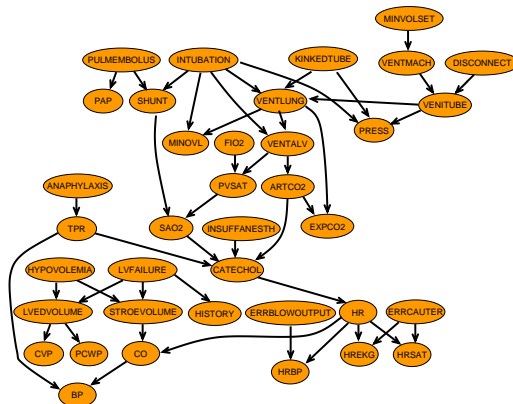 MINVOLSET
PULMEMBOLUS
INTUBATION
KINKEDTUBE
VENTMACH
DISCONNECT
PAP
SHUNT
VENTLUNG
VENITUBE
MINOVL
FIO2
VENTALV
PRESS
ANAPHYLAXIS
PVSAT
ARTCO2
TPR
SAO2
INSUFFANESTH
EXPCO2
HYPOVOLEMIA
LVFAILURE
CATECHOL
LVEDVOLUME
STROEVOLUME
HISTORY
ERRBLOWOUTPUT
HR
ERRCAUTER
CVP
PCWP
CO
HREKG
HRSAT
HRBP
BP